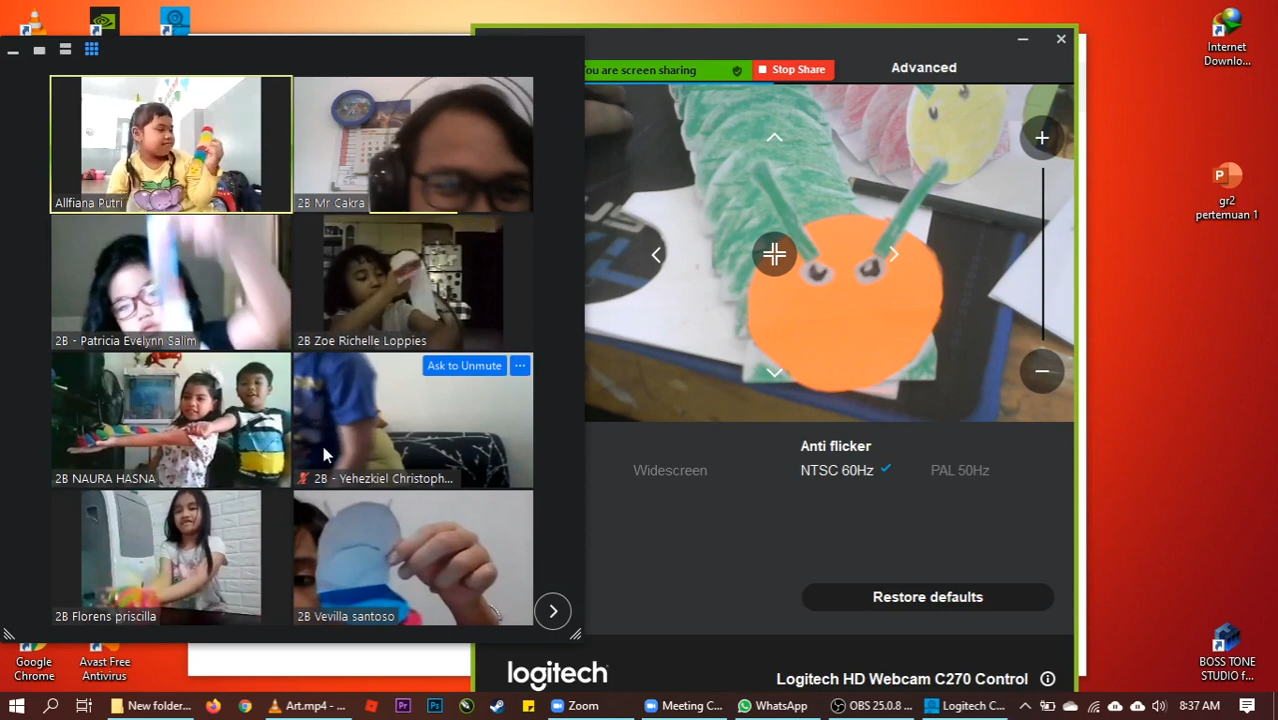 You are screen sharing
Stop Share
Advanced
Allfiana Putri
2B Mr Cakra
2B - Patricia Evelynn Salim
2B Zoe Richelle Loppies
Ask to Unmute
2B NAURA HASNA
2B - Yehezkiel Christoph...
2B Florens priscilla
2B Vevilla santoso
Anti flicker
Widescreen
NTSC 60Hz
PAL 50Hz
Restore defaults
logitech
Logitech HD Webcam C270 Control
Internet
Downlo...
gr2
pertemuan 1
BOSS TONE
STUDIO f...
Google
Chrome
Avast Free
Antivirus
New folder...
Art.mp4 - ...
Zoom
Meeting C...
WhatsApp
OBS 25.0.8 ...
Logitech C...
8:37 AM